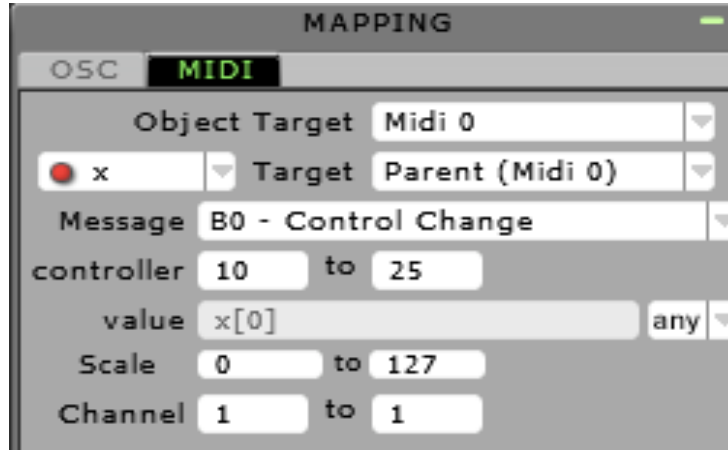 MAPPING
OSC MIDI
Object Target Midi 0
x Target Parent (Midi 0)
Message B0 - Control Change
controller 10 to 25
value x[0] any
Scale 0 to 127
Channel 1 to 1